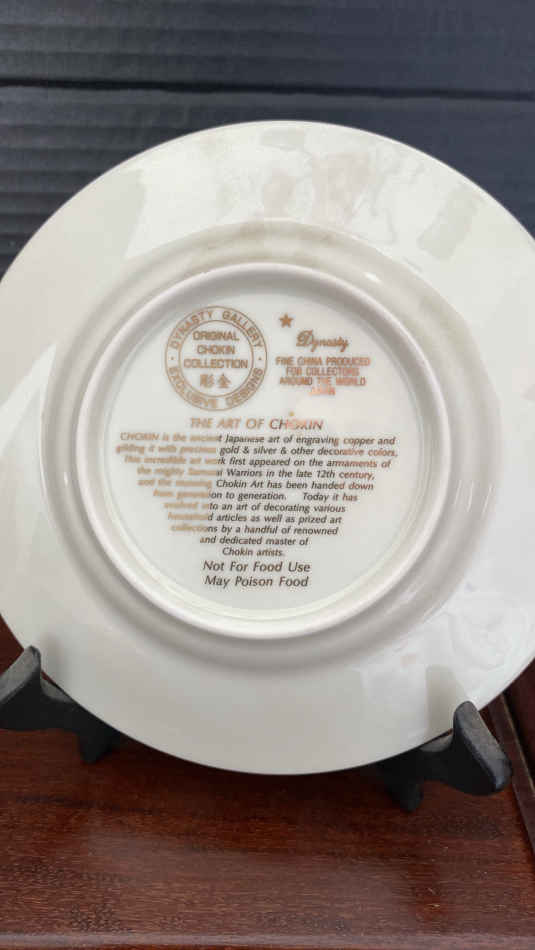 DYNASTY GALLERY
ORIGINAL
CHOKIN
COLLECTION
彫金
EXCLUSIVE DESIGNS
Dynasty
FINE CHINA PRODUCED
FOR COLLECTORS
AROUND THE WORLD
THE ART OF CHOKIN
CHOKIN is the ancient Japanese art of engraving copper and
gilding it with precious gold & silver & other decorative colors,
This incredible art work first appeared on the armaments of
the mighty Samurai Warriors in the late 12th century,
and the stunning Chokin Art has been handed down
from generation to generation. Today it has
evolved into an art of decorating various
household articles as well as prized art
collections by a handful of renowned
and dedicated master of
Chokin artists.
Not For Food Use
May Poison Food